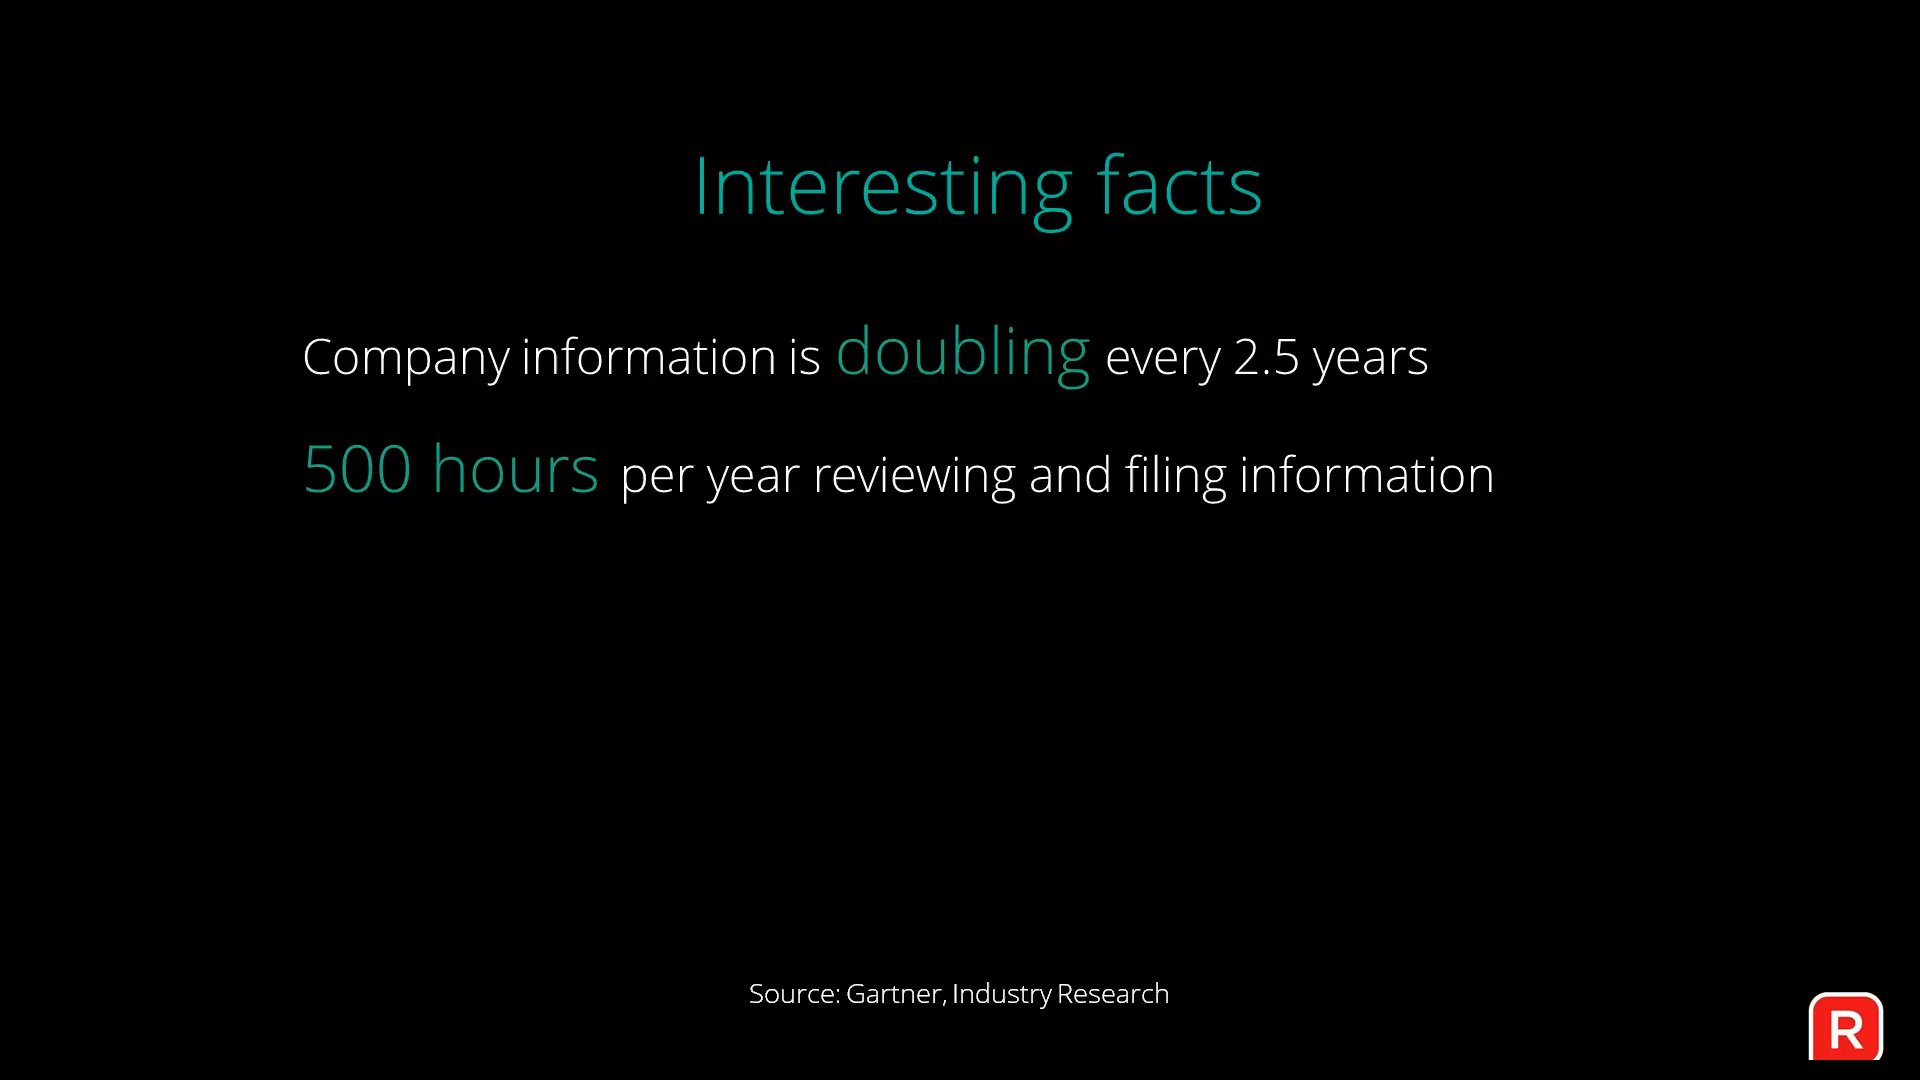 Interesting facts
Company information is doubling every 2.5 years
500 hours per year reviewing and filing information
Source: Gartner, Industry Research
R